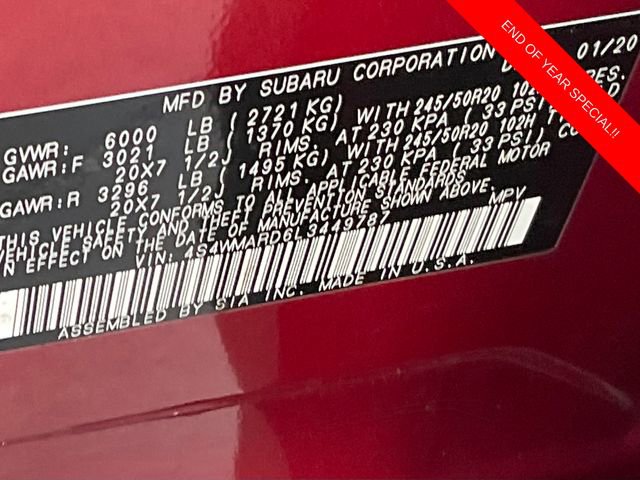 END OF YEAR SPECIAL!!
MFD BY SUBARU CORPORATION 01/20
GVWR: 6000 LB ( 2721 KG)
GAWR:F 3021 LB ( 1370 KG) WITH 245/50R20 102H
20X7 1/2J RIMS. AT 230 KPA ( 33 PSI)
GAWR:R 3296 LB ( 1495 KG) WITH 245/50R20 102H
20X7 1/2J RIMS. AT 230 KPA ( 33 PSI)
THIS VEHICLE CONFORMS TO ALL APPLICABLE FEDERAL MOTOR
VEHICLE SAFETY AND THEFT PREVENTION STANDARDS
IN EFFECT ON THE DATE OF MANUFACTURE SHOWN ABOVE.
VIN: 4S4WMARD6L3449787 MPV
ASSEMBLED BY SIA INC. MADE IN U.S.A.